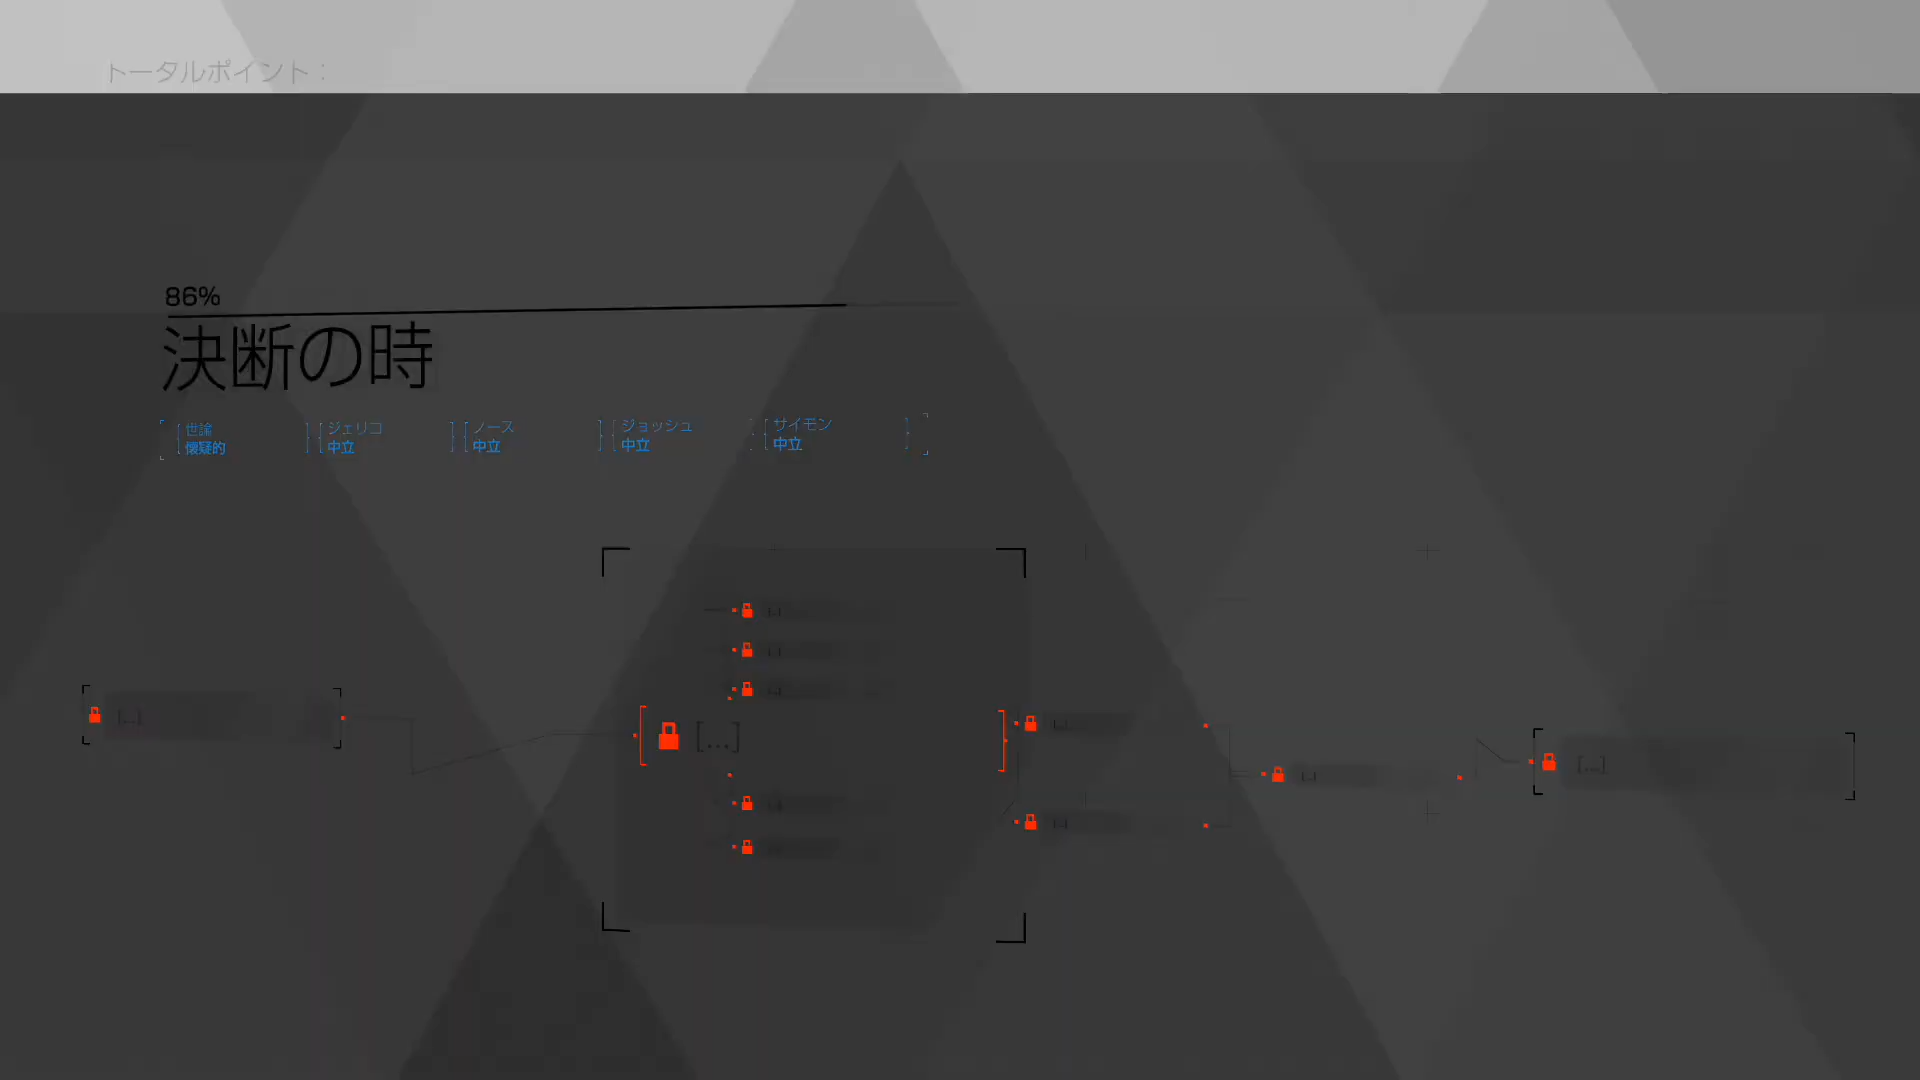 トータルポイント：
86%
決断の時
世論 ジェリコ ノース ジョッシュ サイモン
懐疑的 中立 中立 中立 中立
[...]
[...]
[...]
[...]
[...]
[...]
[...]
[...]
[...]
[...]